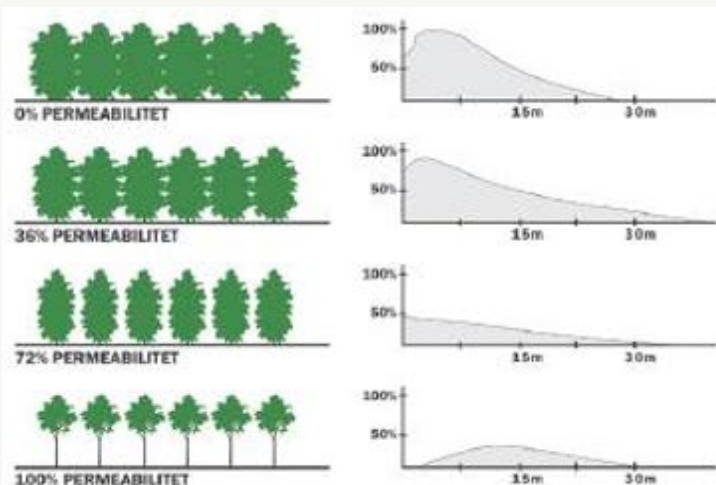 100%
50%
0% PERMEABILITET
15m 30m
100%
50%
36% PERMEABILITET
15m 30m
100%
50%
72% PERMEABILITET
15m 30m
100%
50%
100% PERMEABILITET
15m 30m